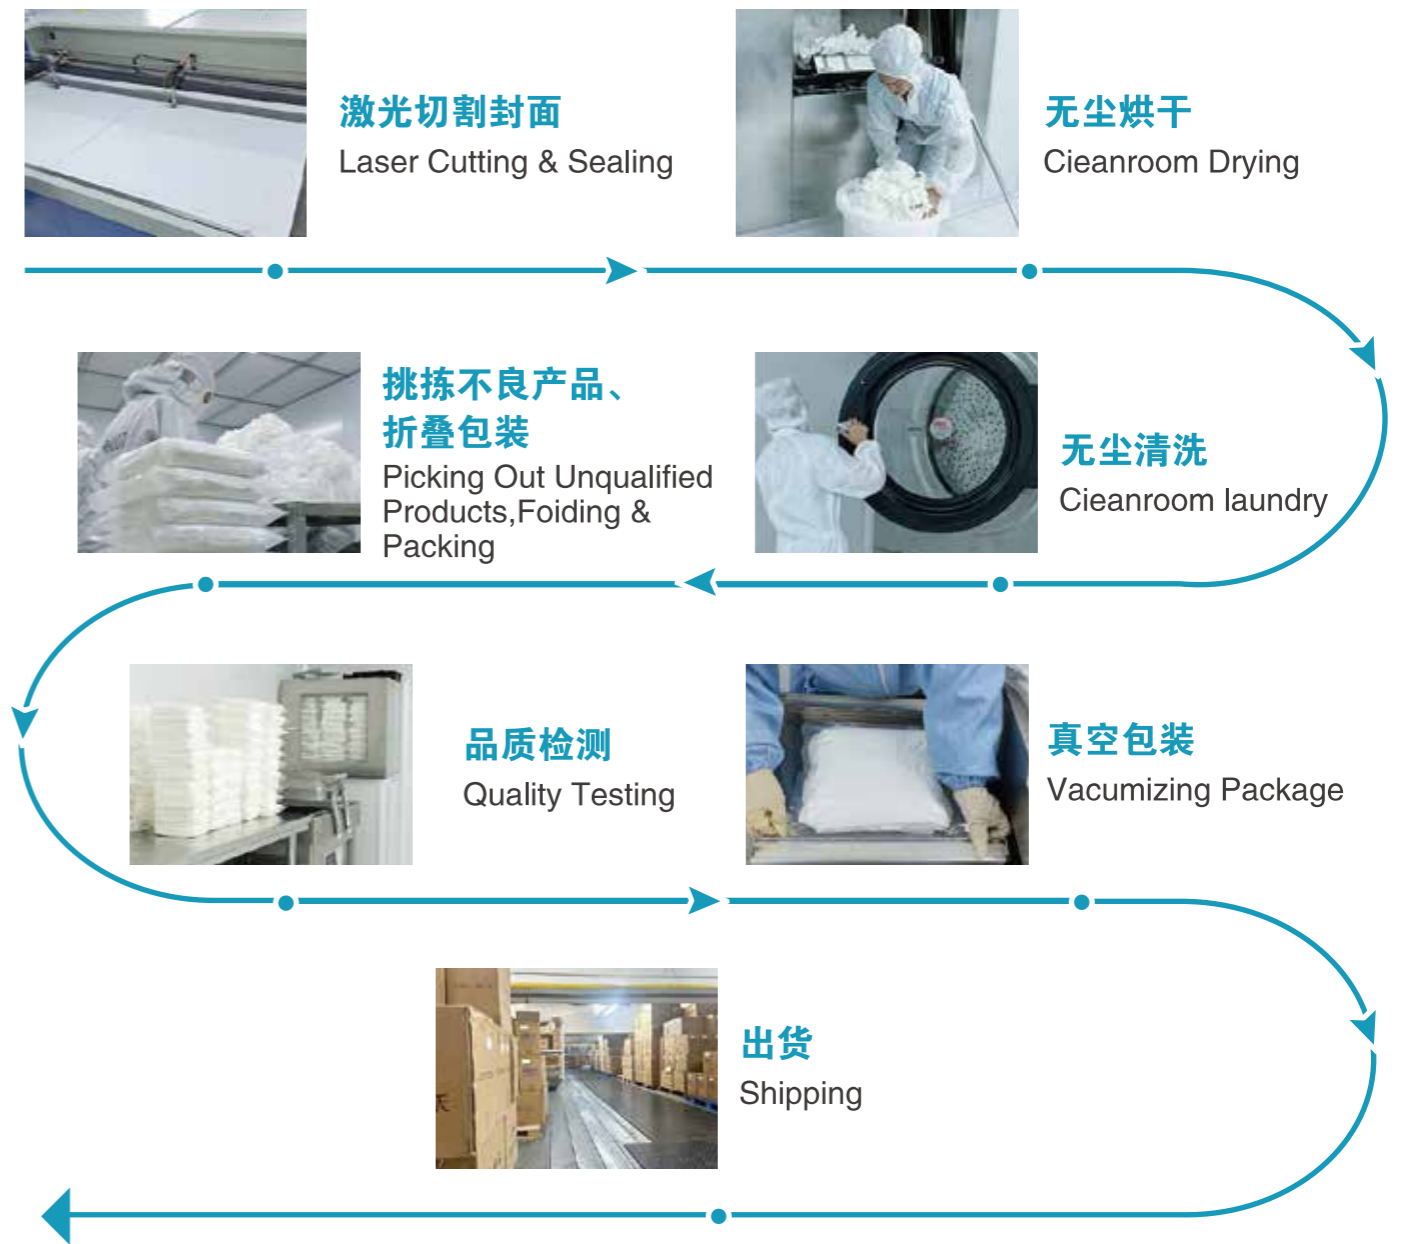 激光切割封面
Laser Cutting & Sealing
无尘烘干
Cieanroom Drying
挑拣不良产品、
折叠包装
Picking Out Unqualified
Products,Foiding &
Packing
无尘清洗
Cieanroom laundry
品质检测
Quality Testing
真空包装
Vacumizing Package
出货
Shipping